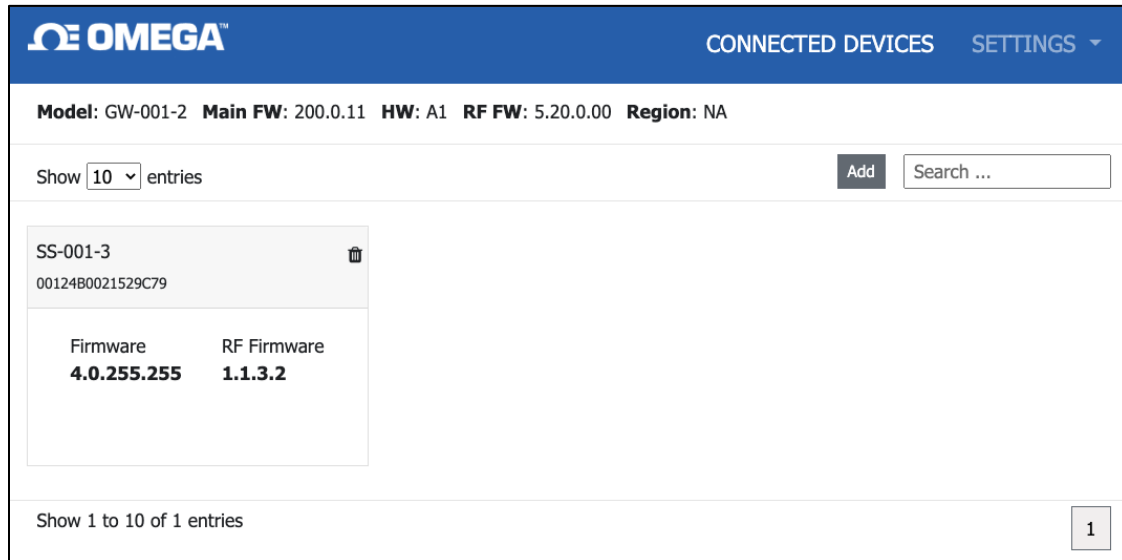 OMEGA™
CONNECTED DEVICES SETTINGS
Model: GW-001-2 Main FW: 200.0.11 HW: A1 RF FW: 5.20.0.00 Region: NA
Show 10 entries Add Search ...
SS-001-3
00124B0021529C79
Firmware RF Firmware
4.0.255.255 1.1.3.2
Show 1 to 10 of 1 entries 1